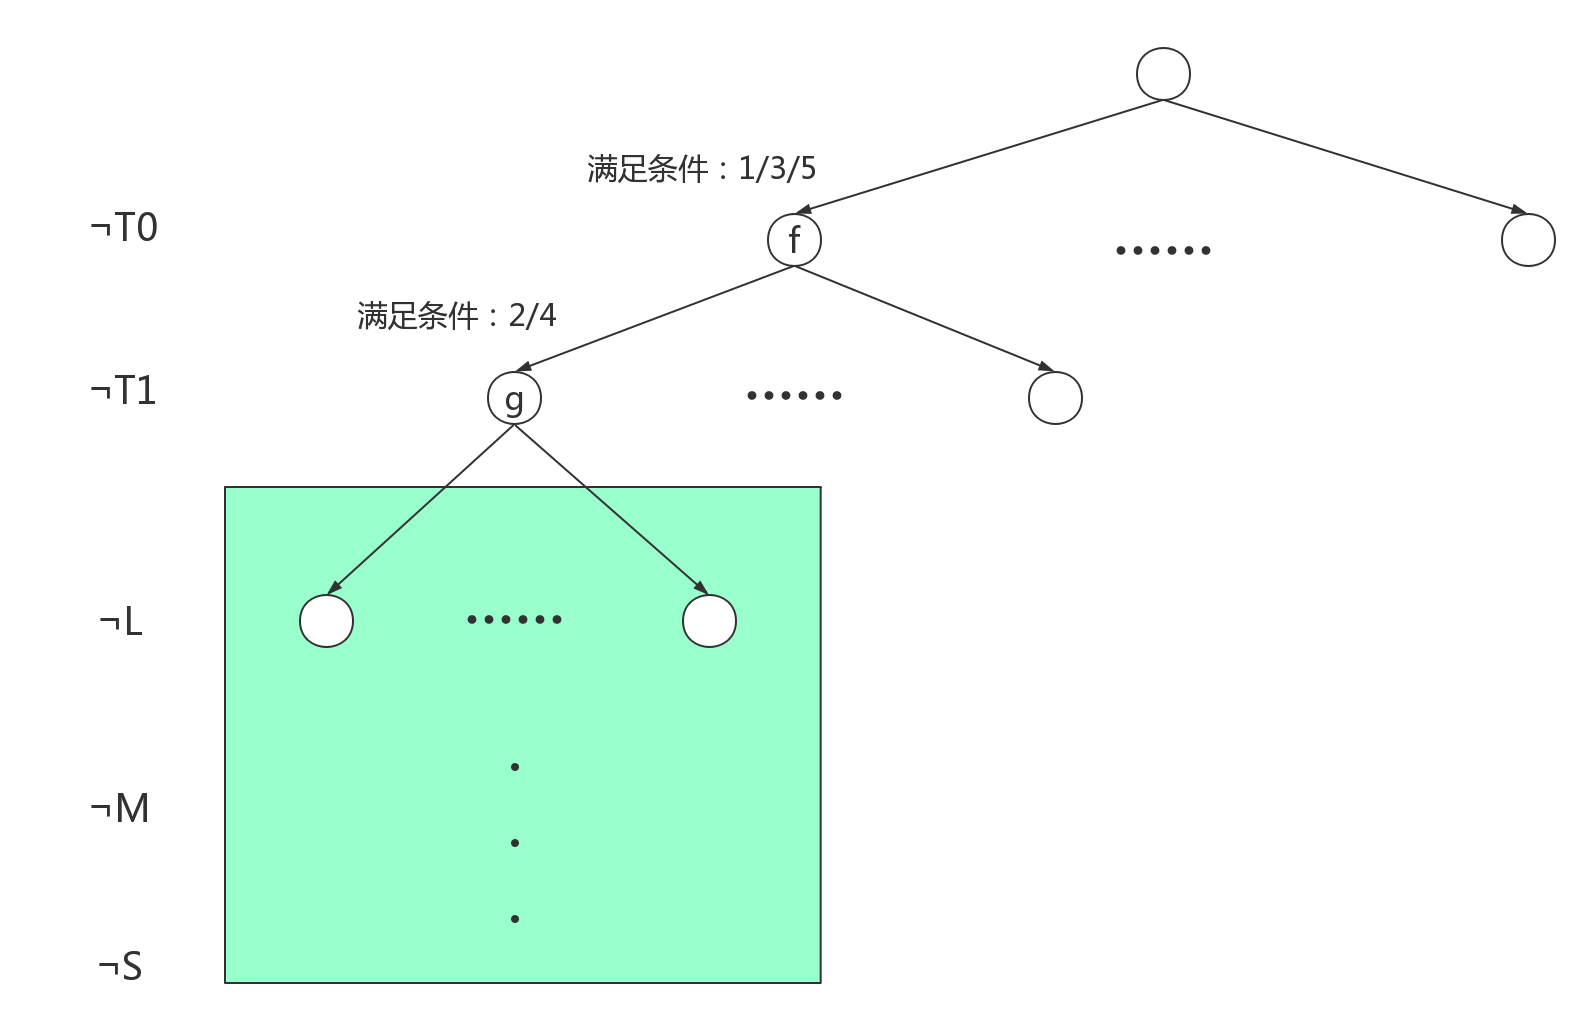 满足条件：1/3/5
¬T0
f
......
满足条件：2/4
¬T1
g
......
¬L
......
¬M
¬S